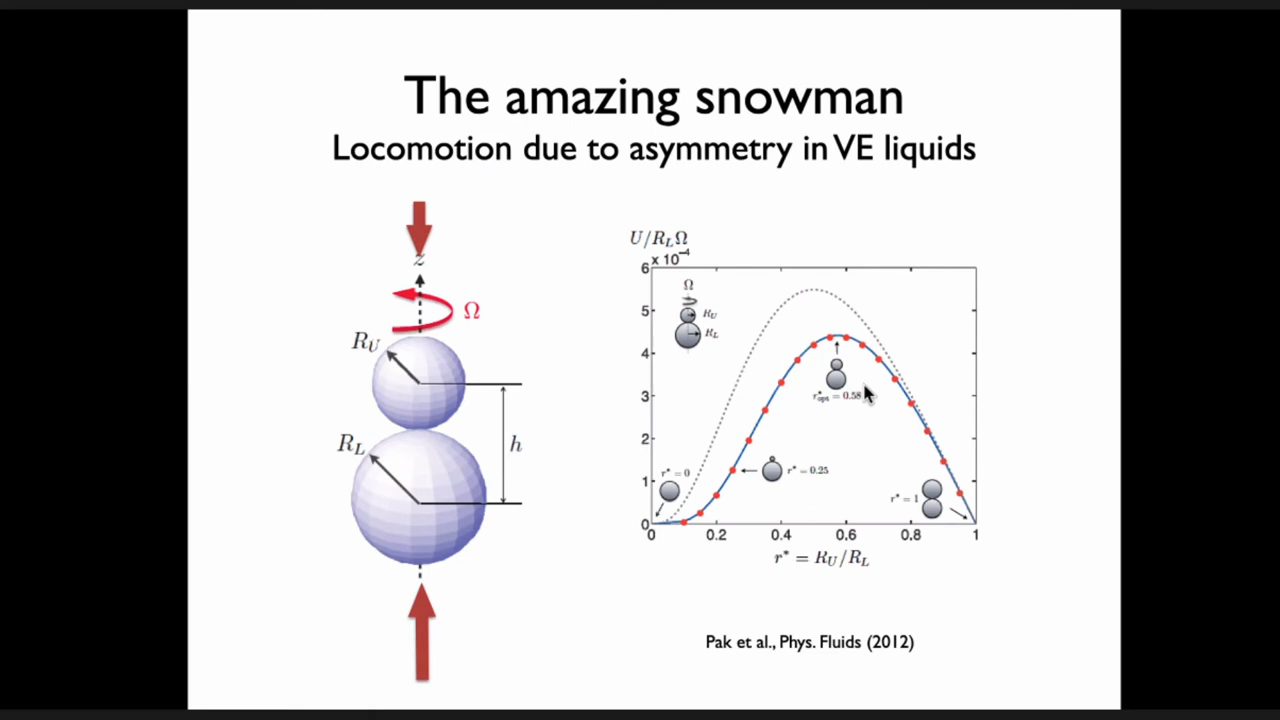 The amazing snowman
Locomotion due to asymmetry in VE liquids
z
Ω
R_U
R_L
h
U/R_LΩ
x 10⁻⁴
6
5
4
3
2
1
0
Ω
R_U
R_L
r*_opt = 0.58
r* = 0.25
r* = 0
r* = 1
0 0.2 0.4 0.6 0.8 1
r* = R_U/R_L
Pak et al., Phys. Fluids (2012)